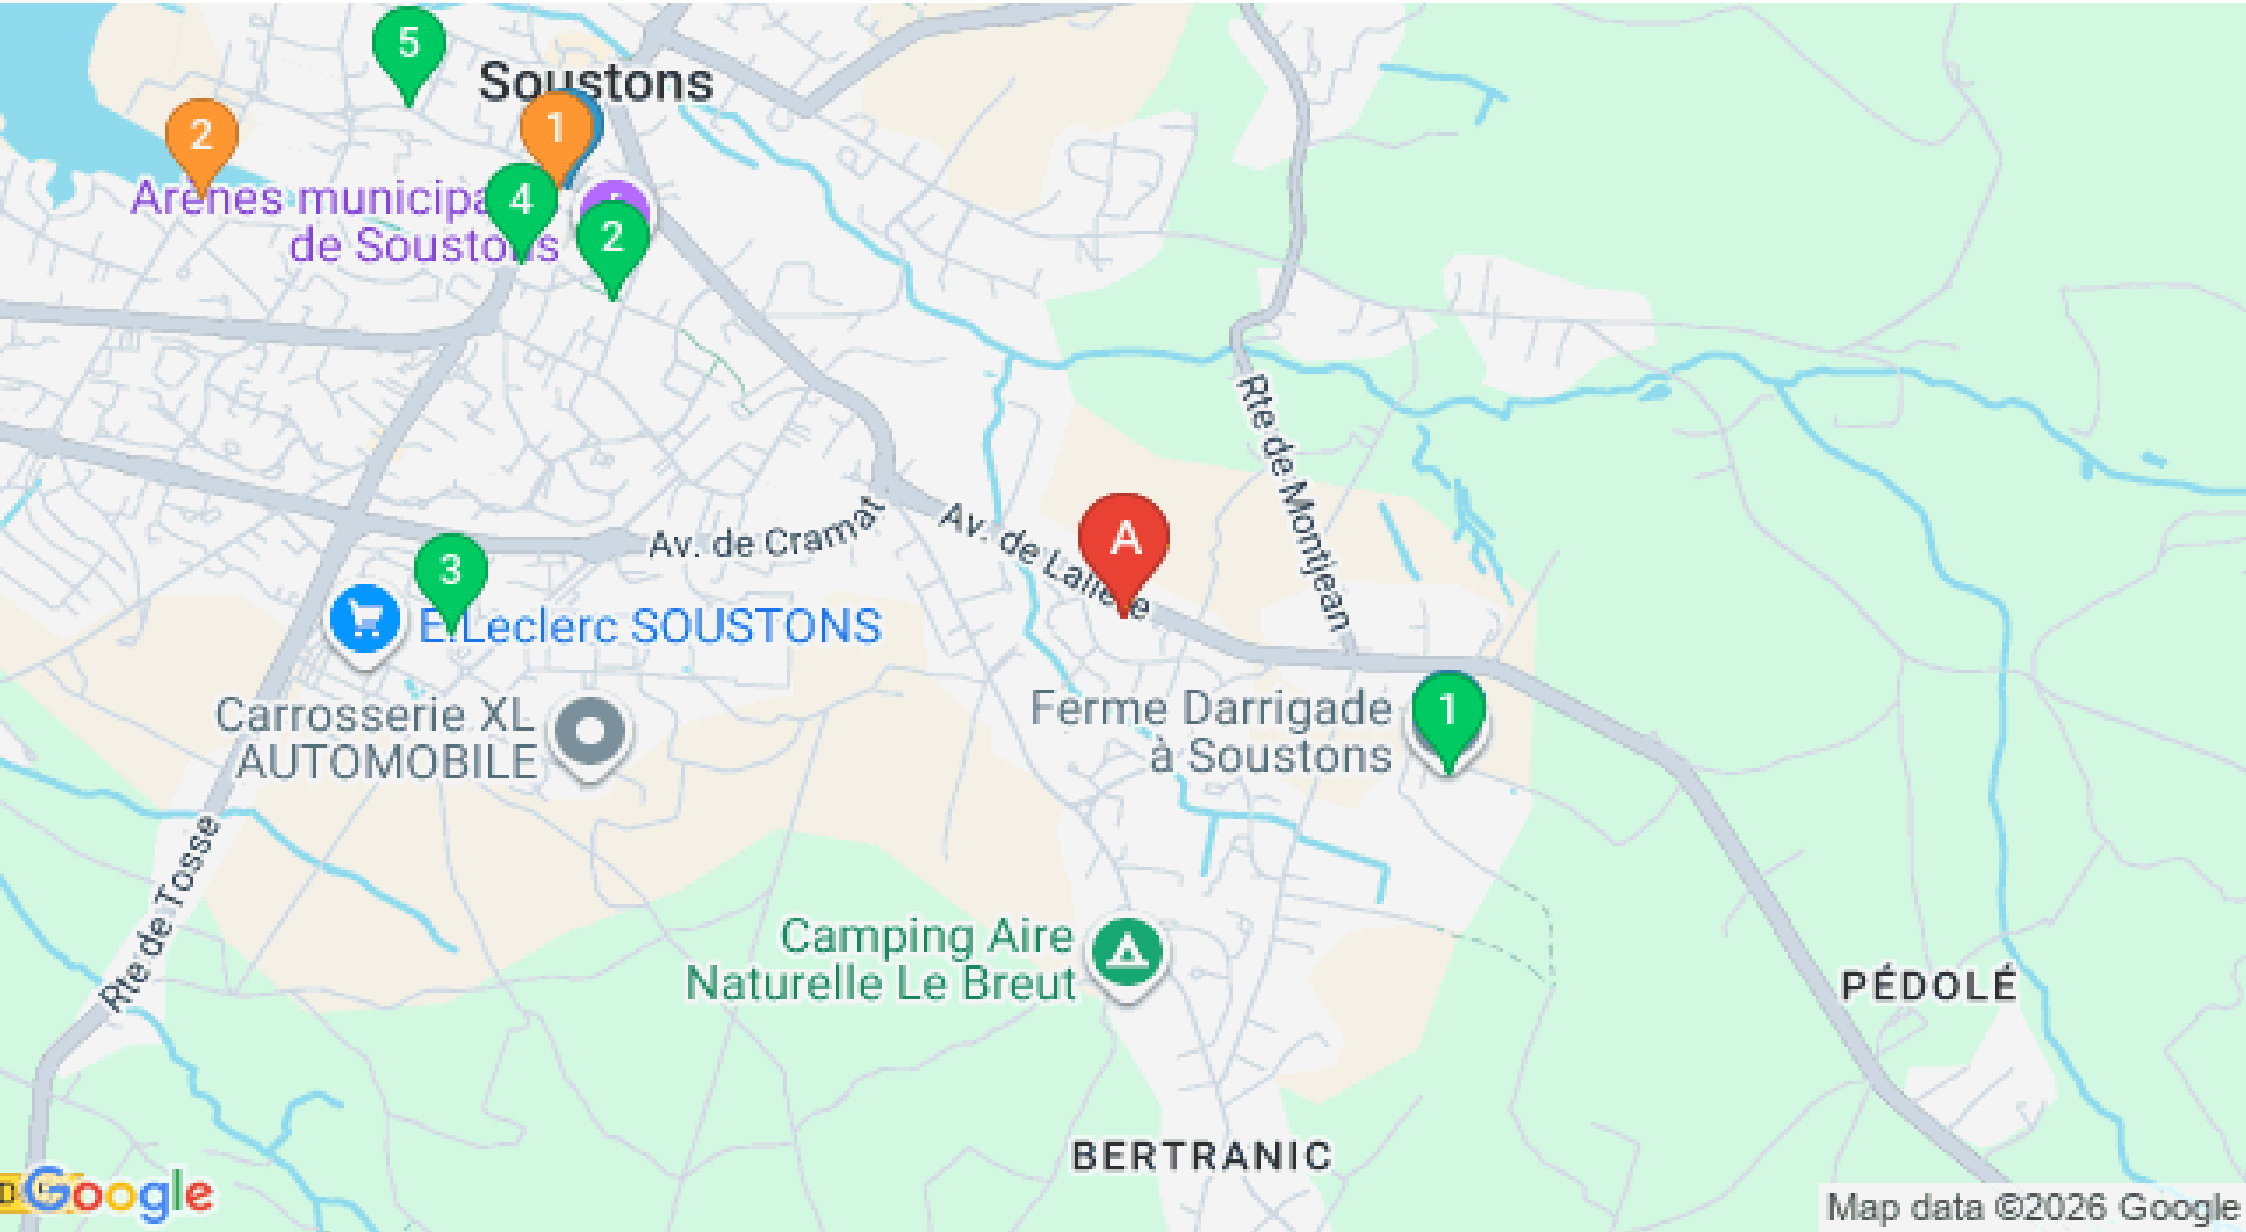 5
Soustons
2
1
Arènes municipa
de Soustons
4
2
Rte de Montjean
Av. de Cramat
Av. de Lall
A
3
E.Leclerc SOUSTONS
Carrosserie XL
AUTOMOBILE
Ferme Darrigade
à Soustons
1
Rte de Tosse
Camping Aire
Naturelle Le Breut
PÉDOLÉ
BERTRANIC
Google
Map data ©2026 Google